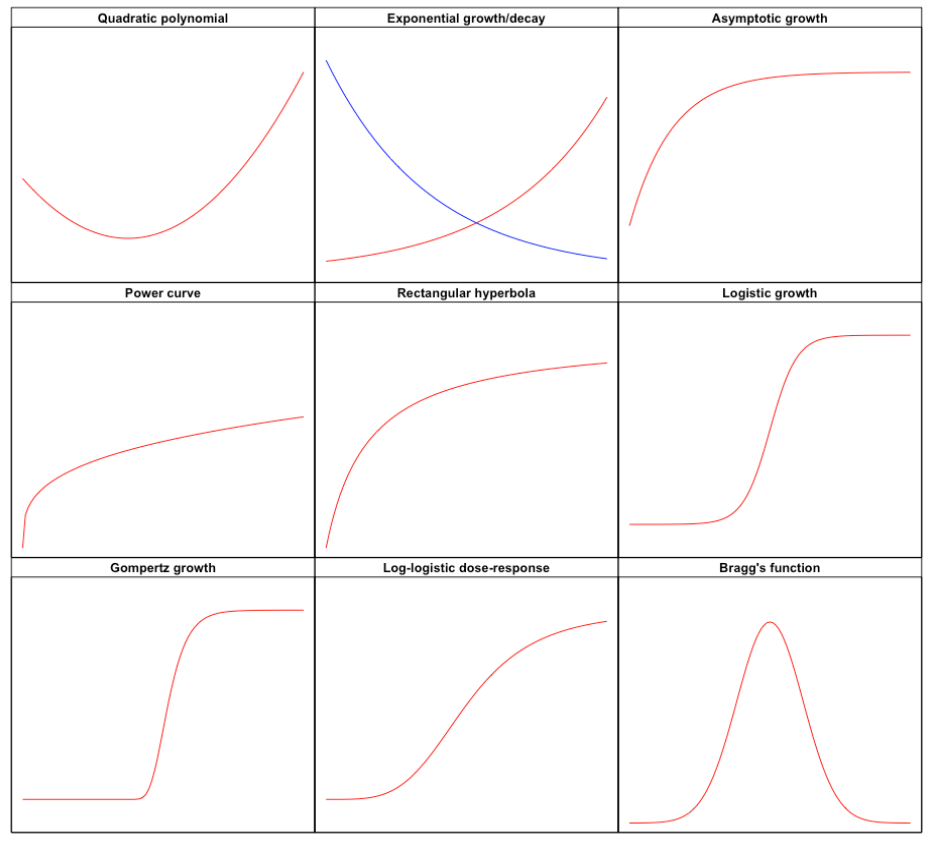 Quadratic polynomial
Exponential growth/decay
Asymptotic growth
Power curve
Rectangular hyperbola
Logistic growth
Gompertz growth
Log-logistic dose-response
Bragg's function